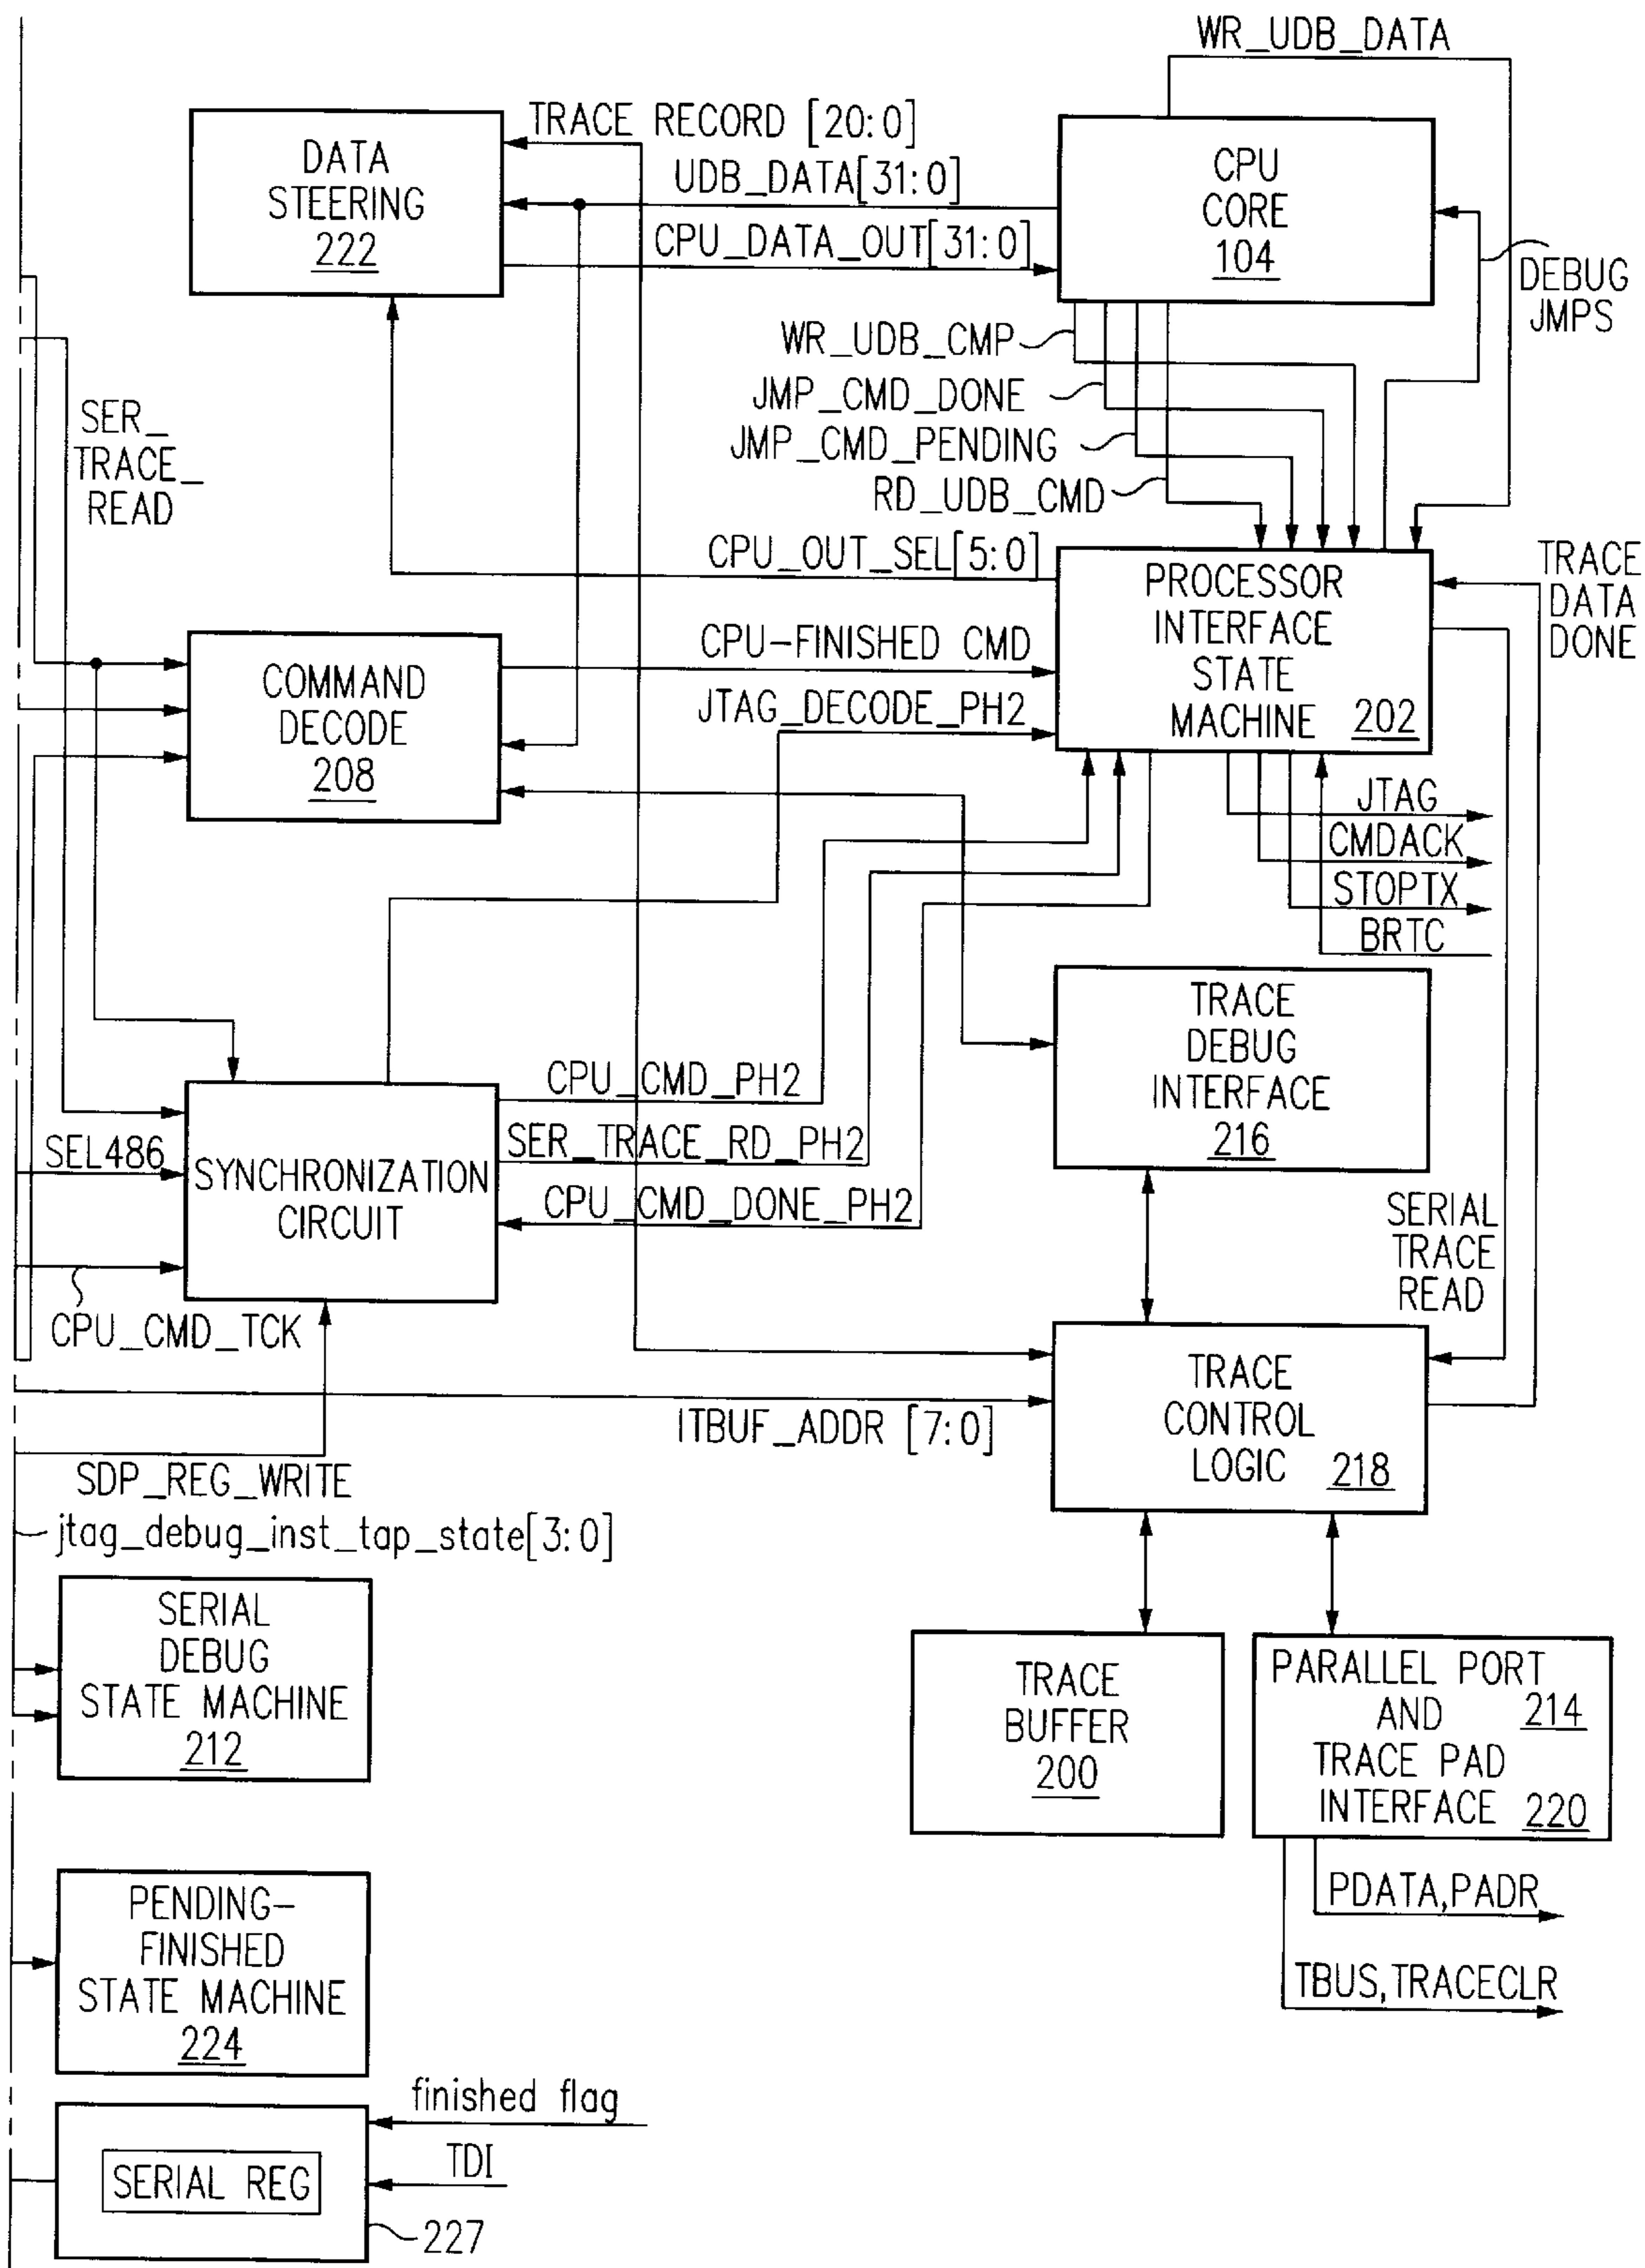 WR_UDB_DATA
TRACE RECORD [20:0]
DATA
STEERING
222
UDB_DATA[31:0]
CPU_DATA_OUT[31:0]
CPU
CORE
104
DEBUG
JMPS
WR_UDB_CMP
JMP_CMD_DONE
JMP_CMD_PENDING
RD_UDB_CMD
SER_
TRACE_
READ
CPU_OUT_SEL[5:0]
PROCESSOR
INTERFACE
STATE
MACHINE 202
TRACE
DATA
DONE
COMMAND
DECODE
208
CPU-FINISHED CMD
JTAG_DECODE_PH2
JTAG
CMDACK
STOPTX
BRTC
TRACE
DEBUG
INTERFACE
216
CPU_CMD_PH2
SER_TRACE_RD_PH2
CPU_CMD_DONE_PH2
SEL486
SYNCHRONIZATION
CIRCUIT
CPU_CMD_TCK
SERIAL
TRACE
READ
TRACE
CONTROL
LOGIC 218
ITBUF_ADDR [7:0]
SDP_REG_WRITE
jtag_debug_inst_tap_state[3:0]
SERIAL
DEBUG
STATE MACHINE
212
TRACE
BUFFER
200
PARALLEL PORT
AND 214
TRACE PAD
INTERFACE 220
PDATA,PADR
TBUS,TRACECLR
PENDING-
FINISHED
STATE MACHINE
224
finished flag
TDI
SERIAL REG
227